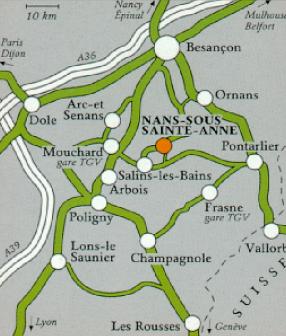 10 km
Nancy
Épinal
Mulhouse
Belfort
Paris
Dijon
A36
Besançon
Ornans
Dole
Arc-et
Senans
NANS-SOUS
SAINTE-ANNE
Pontarlier
Mouchard
gare TGV
Salins-les-Bains
Arbois
Frasne
gare TGV
Poligny
Vallorb
Lons-le
Saunier
Champagnole
A39
SUISSE
Lyon
Les Rousses
Genève